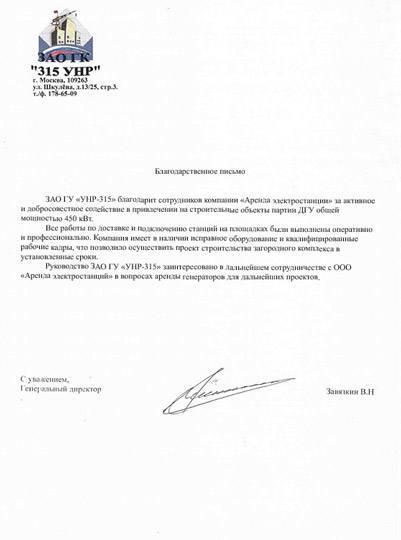 ЗАО ГК
"315 УНР"
г. Москва, 109263
ул. Шкулёва, д.13/25, стр.3.
т./ф. 178-65-09
Благодарственное письмо
ЗАО ГУ «УНР-315» благодарит сотрудников компании «Аренда электростанции» за активное
и добросовестное содействие в привлечении на строительные объекты партии ДГУ общей
мощностью 450 кВт.
Все работы по доставке и подключению станций на площадках были выполнены оперативно
и профессионально. Компания имеет в наличии исправное оборудование и квалифицированные
рабочие кадры, что позволило осуществить проект строительства загородного комплекса в
установленные сроки.
Руководство ЗАО ГУ «УНР-315» заинтересовано в дальнейшем сотрудничестве с ООО
«Аренда электростанций» в вопросах аренды генераторов для дальнейших проектов.
С уважением,
Генеральный директор
Завязкин В.Н